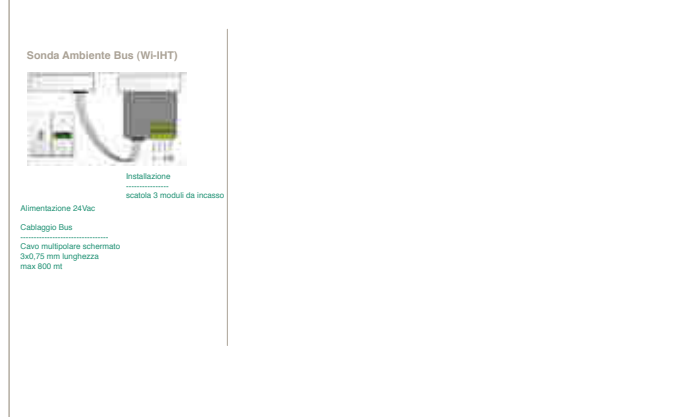 Sonda Ambiente Bus (Wi-IHT)
Installazione
----------------
scatola 3 moduli da incasso
Alimentazione 24Vac
Cablaggio Bus
---------------------------------
Cavo multipolare schermato
3x0,75 mm lunghezza
max 800 mt